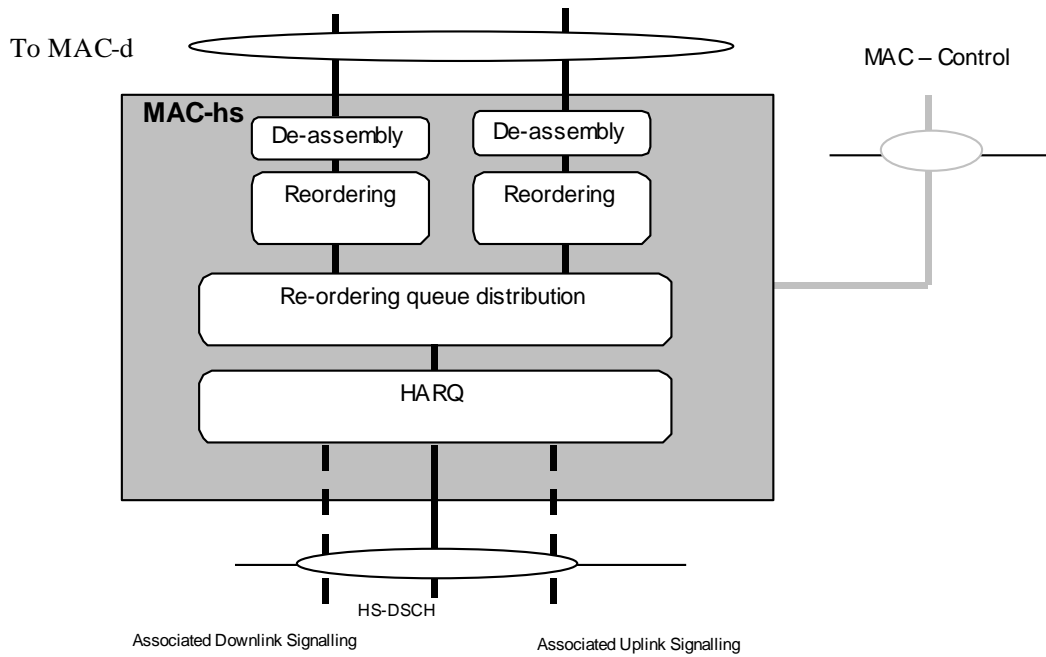 To MAC-d
MAC – Control
MAC-hs
De-assembly
De-assembly
Reordering
Reordering
Re-ordering queue distribution
HARQ
HS-DSCH
Associated Downlink Signalling
Associated Uplink Signalling